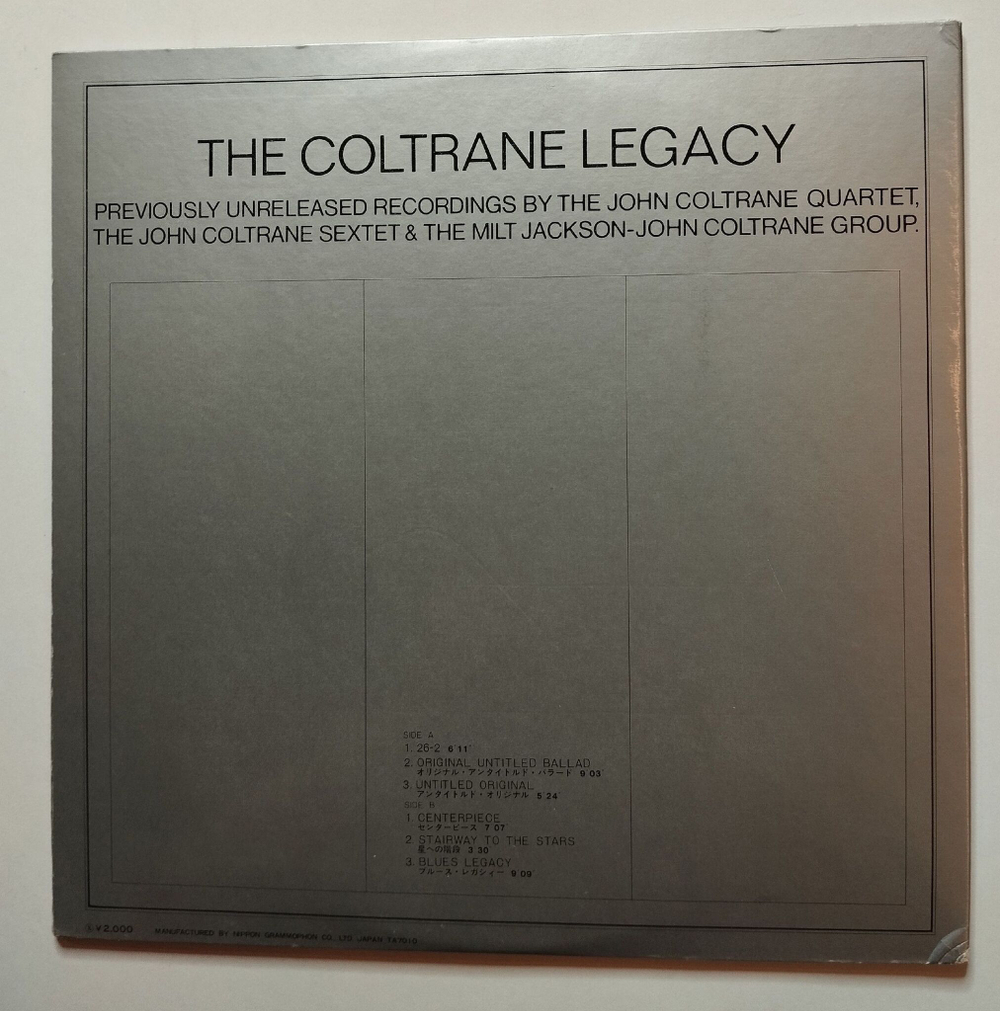 THE COLTRANE LEGACY
PREVIOUSLY UNRELEASED RECORDINGS BY THE JOHN COLTRANE QUARTET,
THE JOHN COLTRANE SEXTET & THE MILT JACKSON-JOHN COLTRANE GROUP.
SIDE A
1. 26-2 6'11"
2. ORIGINAL UNTITLED BALLAD
オリジナル・アンタイトルド・バラード 9'03"
3. UNTITLED ORIGINAL
アンタイトルド・オリジナル 5'24"
SIDE B
1. CENTERPIECE
センターピース 7'07"
2. STAIRWAY TO THE STARS
星への階段 3'30"
3. BLUES LEGACY
ブルース・レガシィー 9'09"
¥2,000 MANUFACTURED BY NIPPON GRAMMOPHON CO., LTD. JAPAN